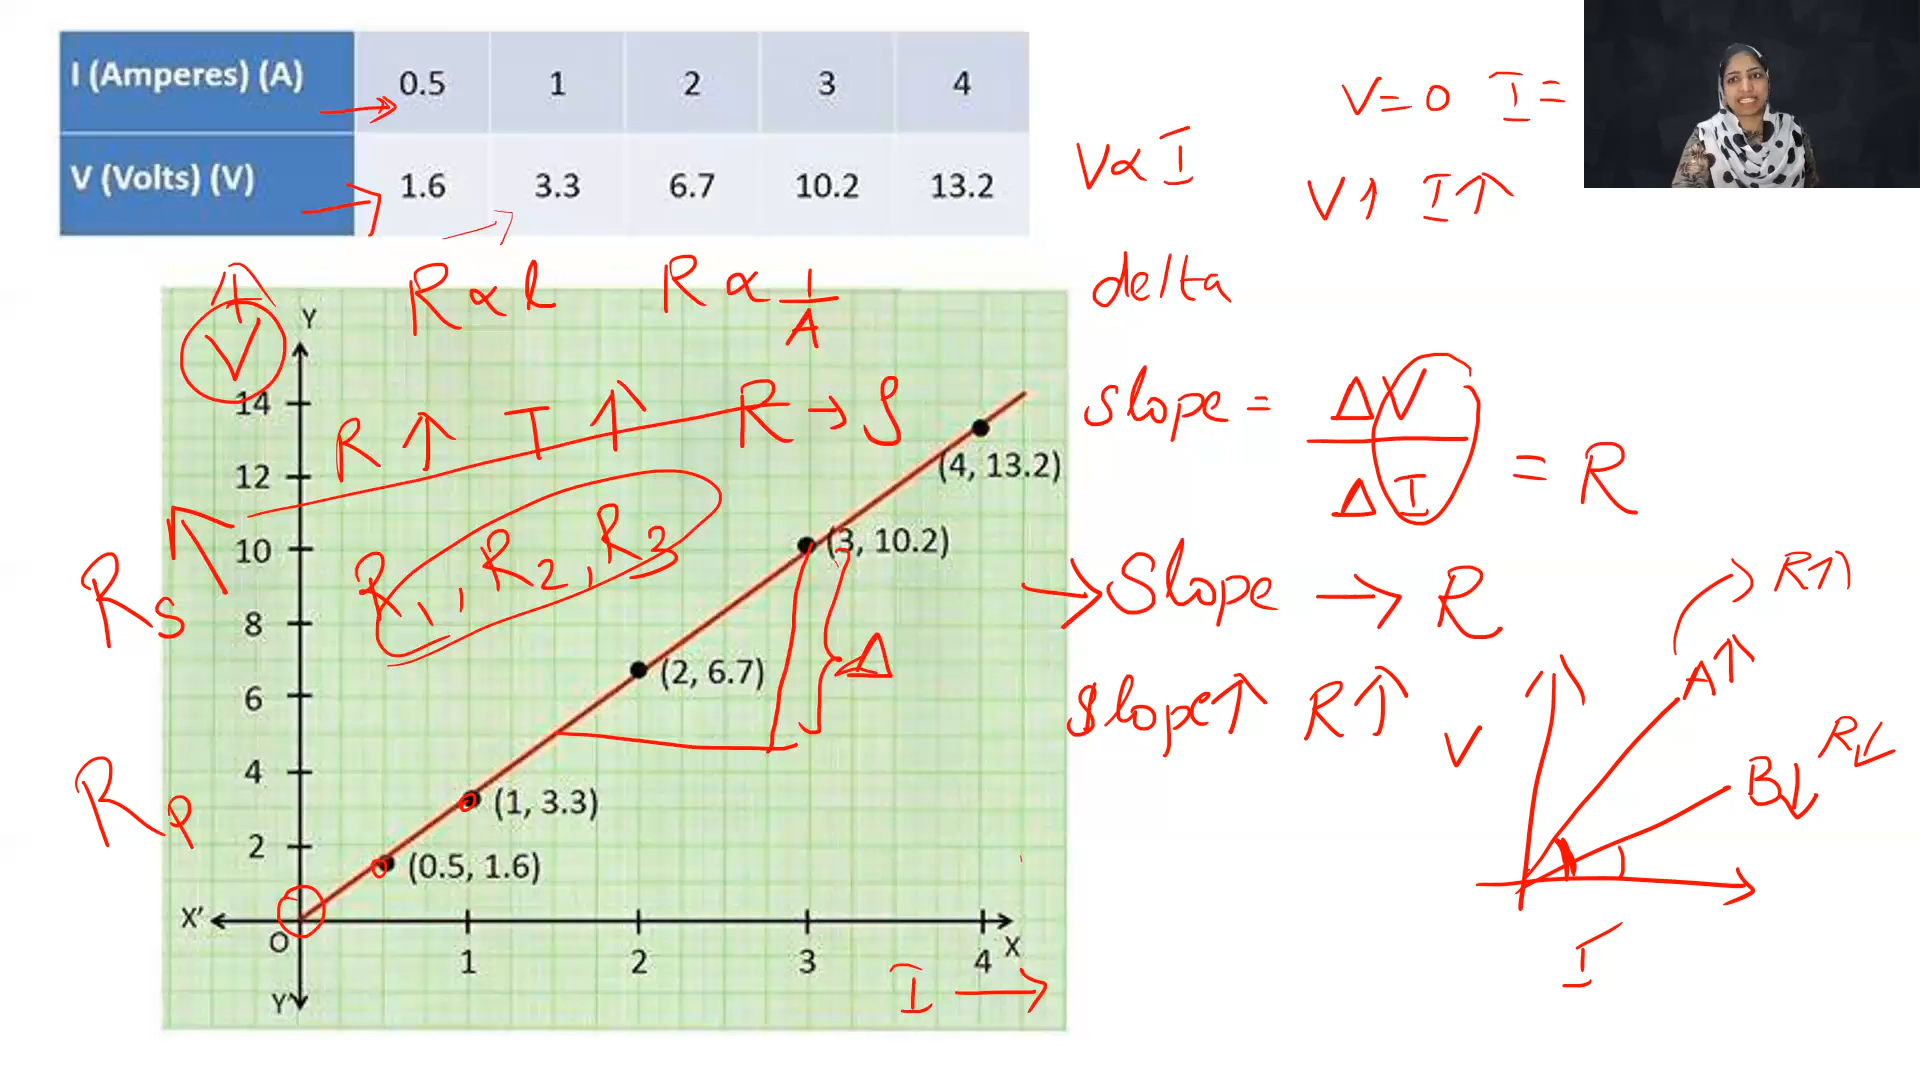 I (Amperes) (A) 0.5 1 2 3 4
V (Volts) (V) 1.6 3.3 6.7 10.2 13.2
V=0 I=
V∝I
V↑ I↑
delta
R∝l R∝1/A
V
Y
14
R↑ I↑ R→ρ
slope = ΔV/ΔI = R
(4, 13.2)
12
R₁, R₂, R₃
10
(3, 10.2)
Rs
8
Δ
→Slope → R
R↑
(2, 6.7)
6
Slope↑ R↑
A↑
V
B↓ R↓
4
(1, 3.3)
Rp
2
(0.5, 1.6)
X'
O
1 2 3 4 X
I →
I
Y'